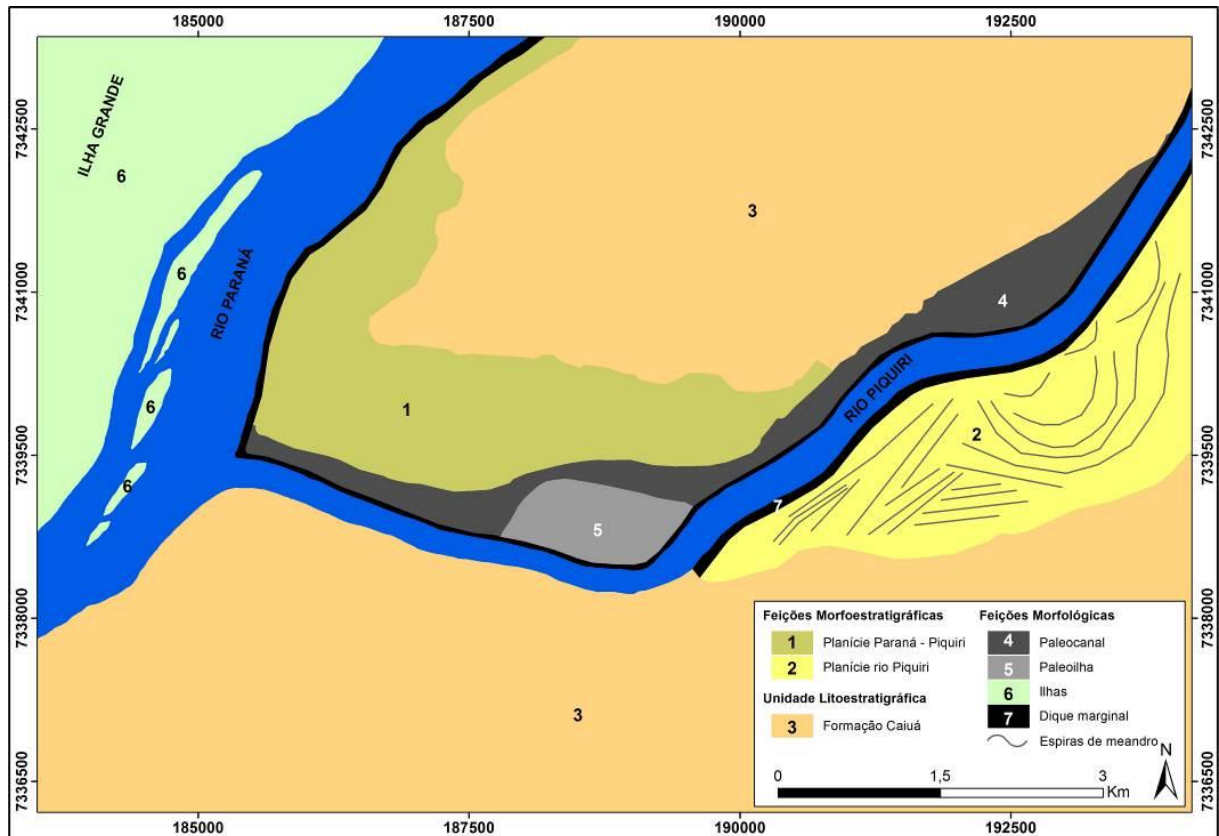 185000 187500 190000 192500
7342500
7341000
7339500
7338000
7336500
ILHA GRANDE
6
6
6
6
RIO PARANÁ
3
4
RIO PIQUIRI
1
2
5
7
3
Feições Morfoestratigráficas
1 Planície Paraná - Piquiri
2 Planície rio Piquiri
Unidade Litoestratigráfica
3 Formação Caiuá
Feições Morfológicas
4 Paleocanal
5 Paleoilha
6 Ilhas
7 Dique marginal
Espiras de meandro
N
0 1,5 3
Km
7342500
7341000
7339500
7338000
7336500
185000 187500 190000 192500